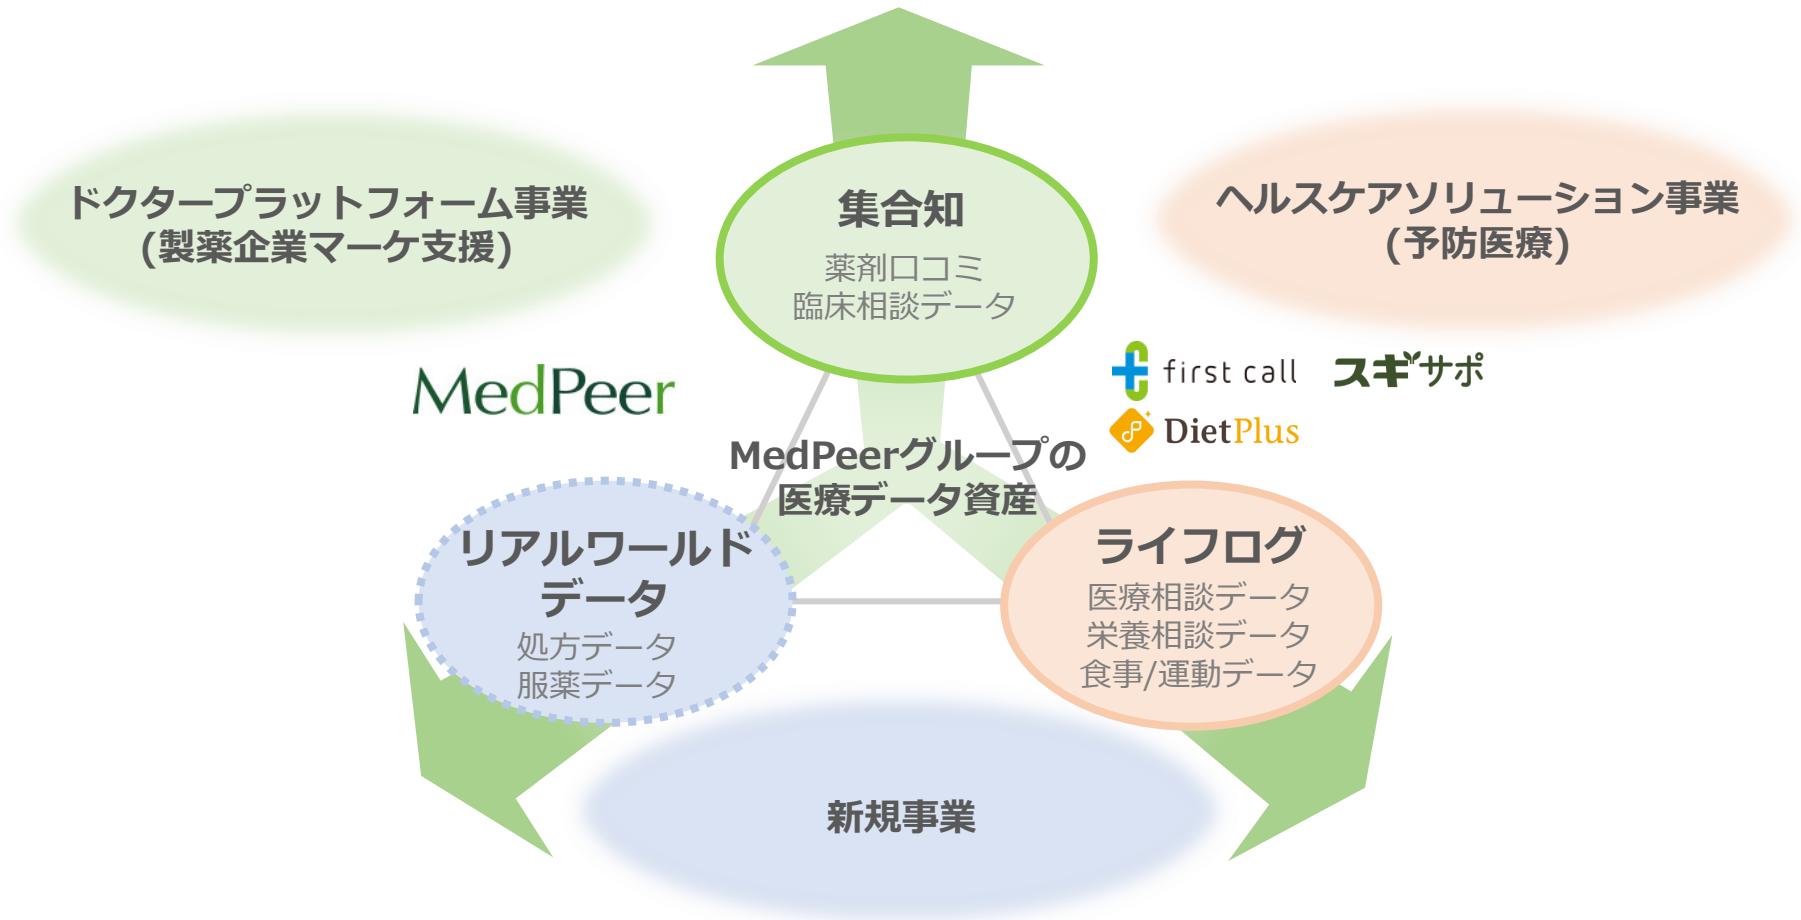 ドクタープラットフォーム事業
(製薬企業マーケ支援)
集合知
薬剤口コミ
臨床相談データ
ヘルスケアソリューション事業
(予防医療)
MedPeer
first call
スギサポ
DietPlus
MedPeerグループの
医療データ資産
リアルワールド
データ
処方データ
服薬データ
ライフログ
医療相談データ
栄養相談データ
食事/運動データ
新規事業